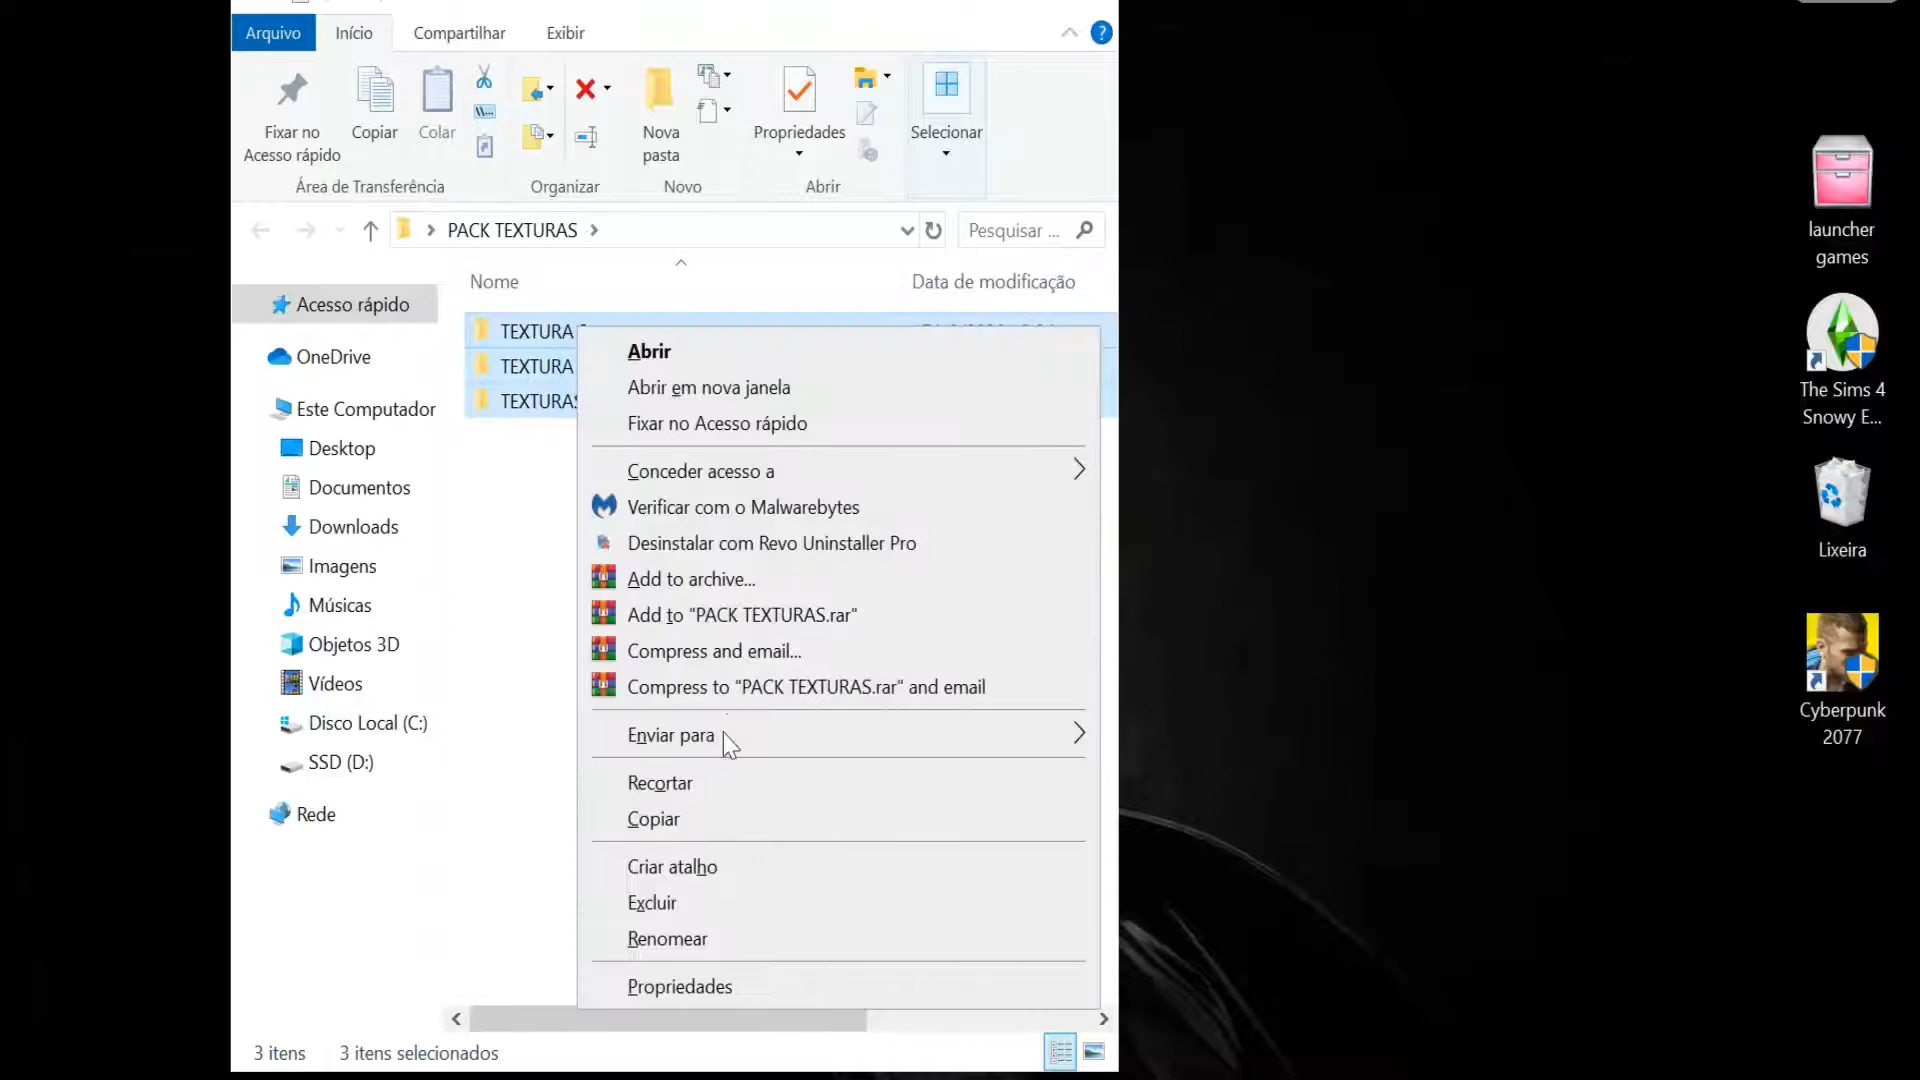 Arquivo
Início
Compartilhar
Exibir
Fixar no
Acesso rápido
Copiar
Colar
Nova
pasta
Propriedades
Selecionar
Área de Transferência
Organizar
Novo
Abrir
PACK TEXTURAS
Pesquisar ...
Nome
Data de modificação
Acesso rápido
OneDrive
Este Computador
Desktop
Documentos
Downloads
Imagens
Músicas
Objetos 3D
Vídeos
Disco Local (C:)
SSD (D:)
Rede
TEXTURA
TEXTURA
TEXTURAS
Abrir
Abrir em nova janela
Fixar no Acesso rápido
Conceder acesso a
Verificar com o Malwarebytes
Desinstalar com Revo Uninstaller Pro
Add to archive...
Add to "PACK TEXTURAS.rar"
Compress and email...
Compress to "PACK TEXTURAS.rar" and email
Enviar para
Recortar
Copiar
Criar atalho
Excluir
Renomear
Propriedades
3 itens
3 itens selecionados
launcher
games
The Sims 4
Snowy E...
Lixeira
Cyberpunk
2077